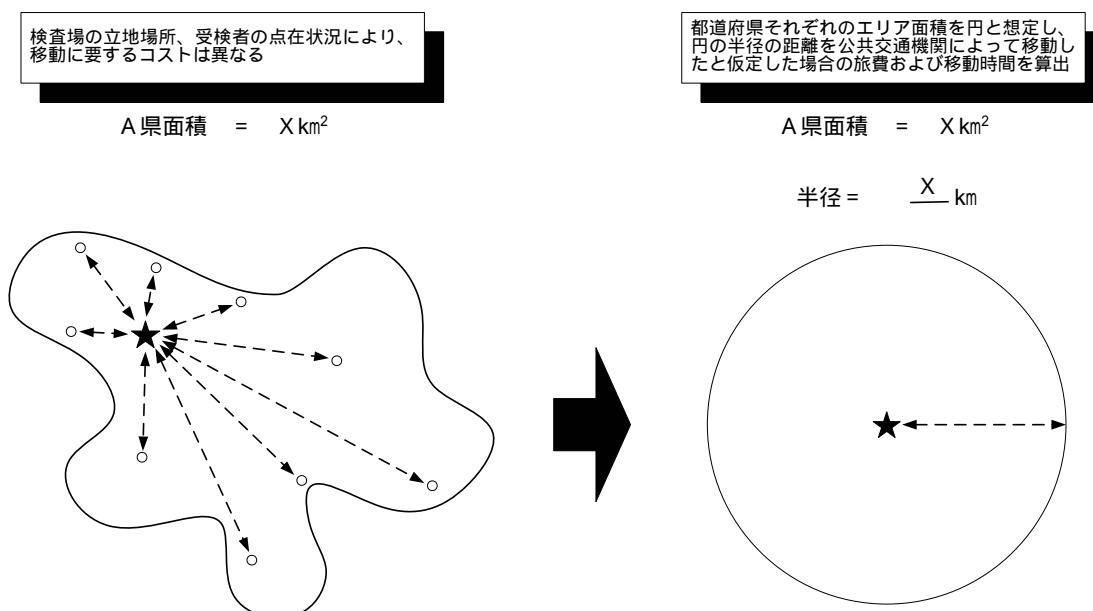 検査場の立地場所、受検者の点在状況により、
移動に要するコストは異なる
A県面積 = X㎢
都道府県それぞれのエリア面積を円と想定し、
円の半径の距離を公共交通機関によって移動し
たと仮定した場合の旅費および移動時間を算出
A県面積 = X㎢
半径= X ㎞